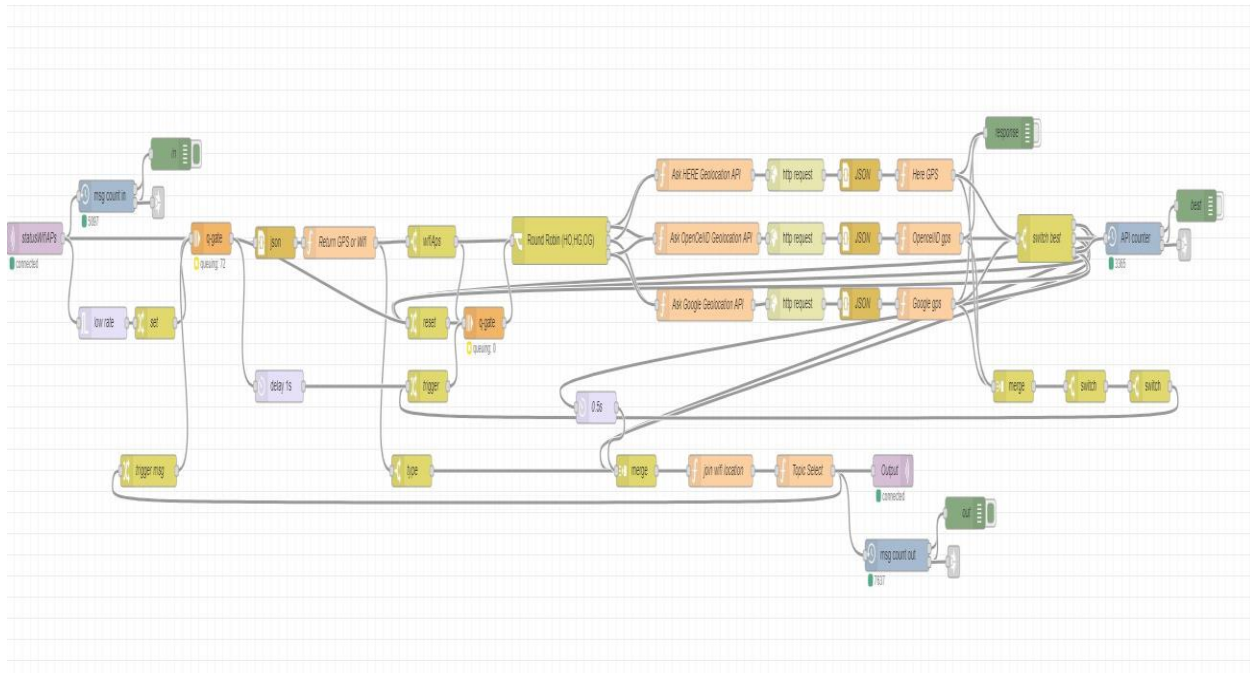 response
in
Ask HERE Geolocation API
http request
JSON
Here GPS
msg count in
best
statusWifiAPs
q-gate
json
Return GPS or Wifi
wifiAps
Round Robin (HO,HG,OG)
Ask OpenCellID Geolocation API
http request
JSON
OpencellID gps
switch best
API counter
connected
queuing: 72
3365
low rate
set
reset
q-gate
Ask Google Geolocation API
http request
JSON
Google gps
queuing: 0
delay 1s
trigger
0.5s
merge
switch
switch
trigger msg
type
merge
join wifi location
Topic Select
Output
connected
out
msg count out
7637